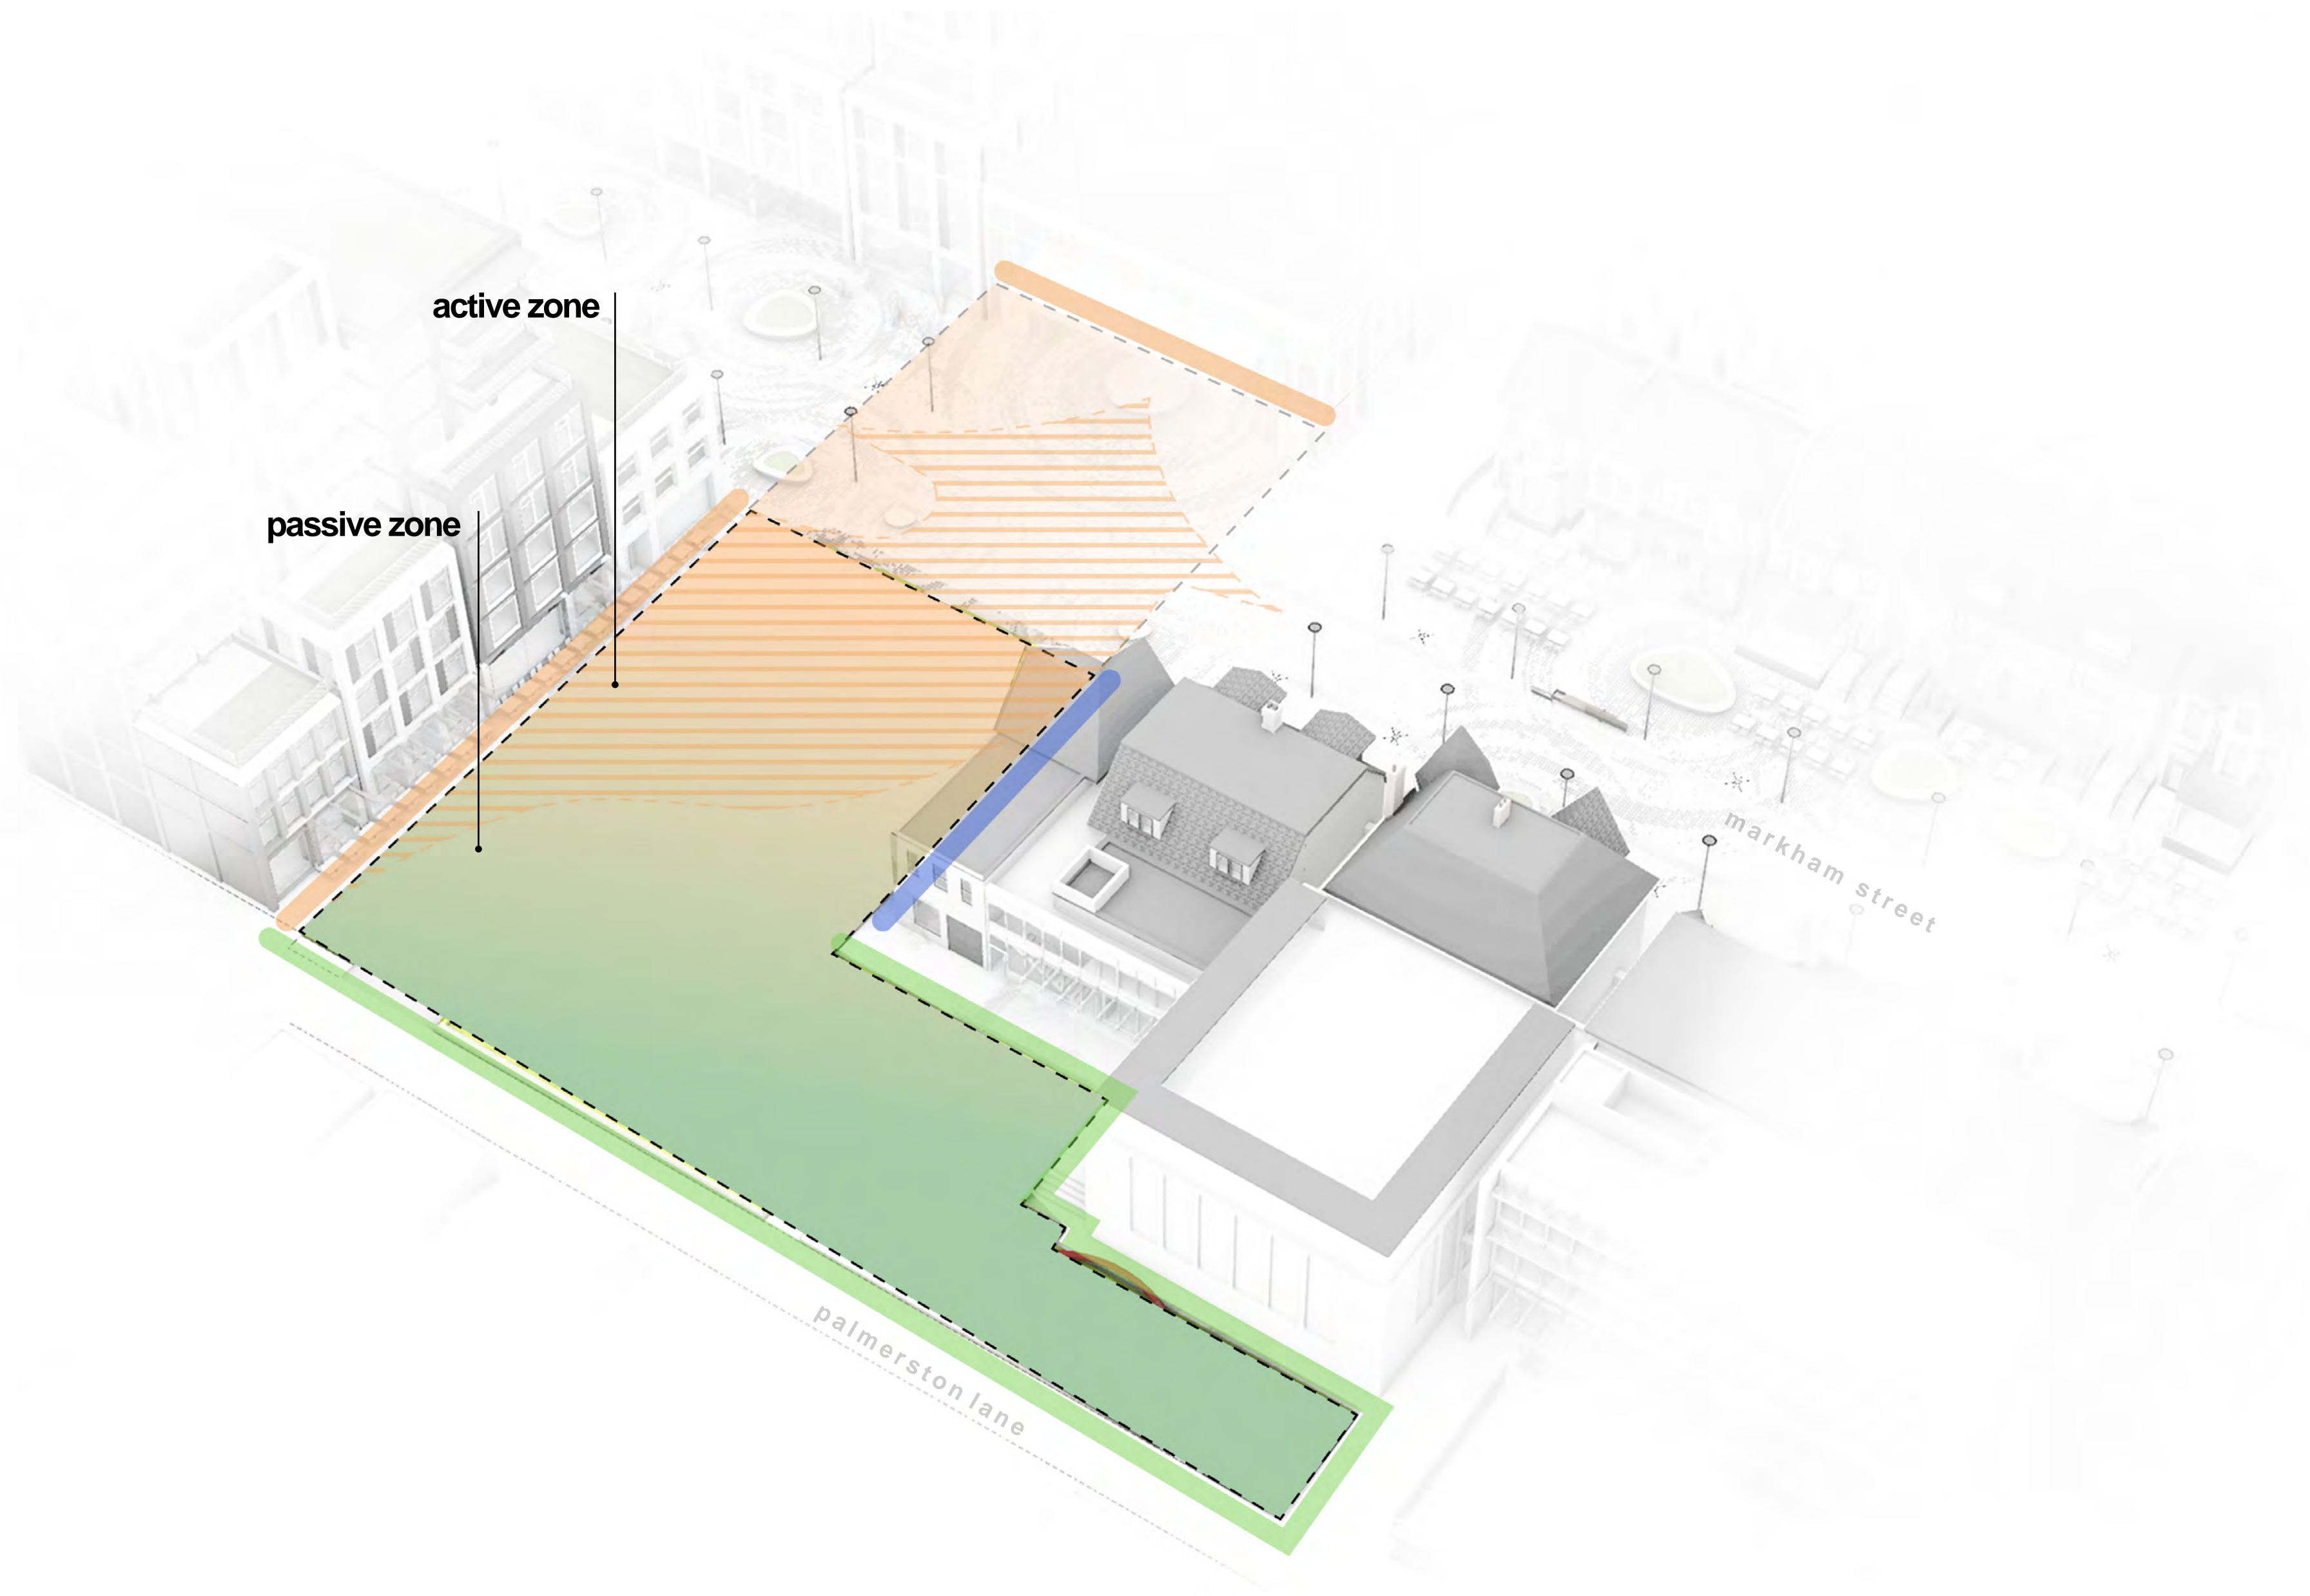 active zone
passive zone
markham street
palmerston lane